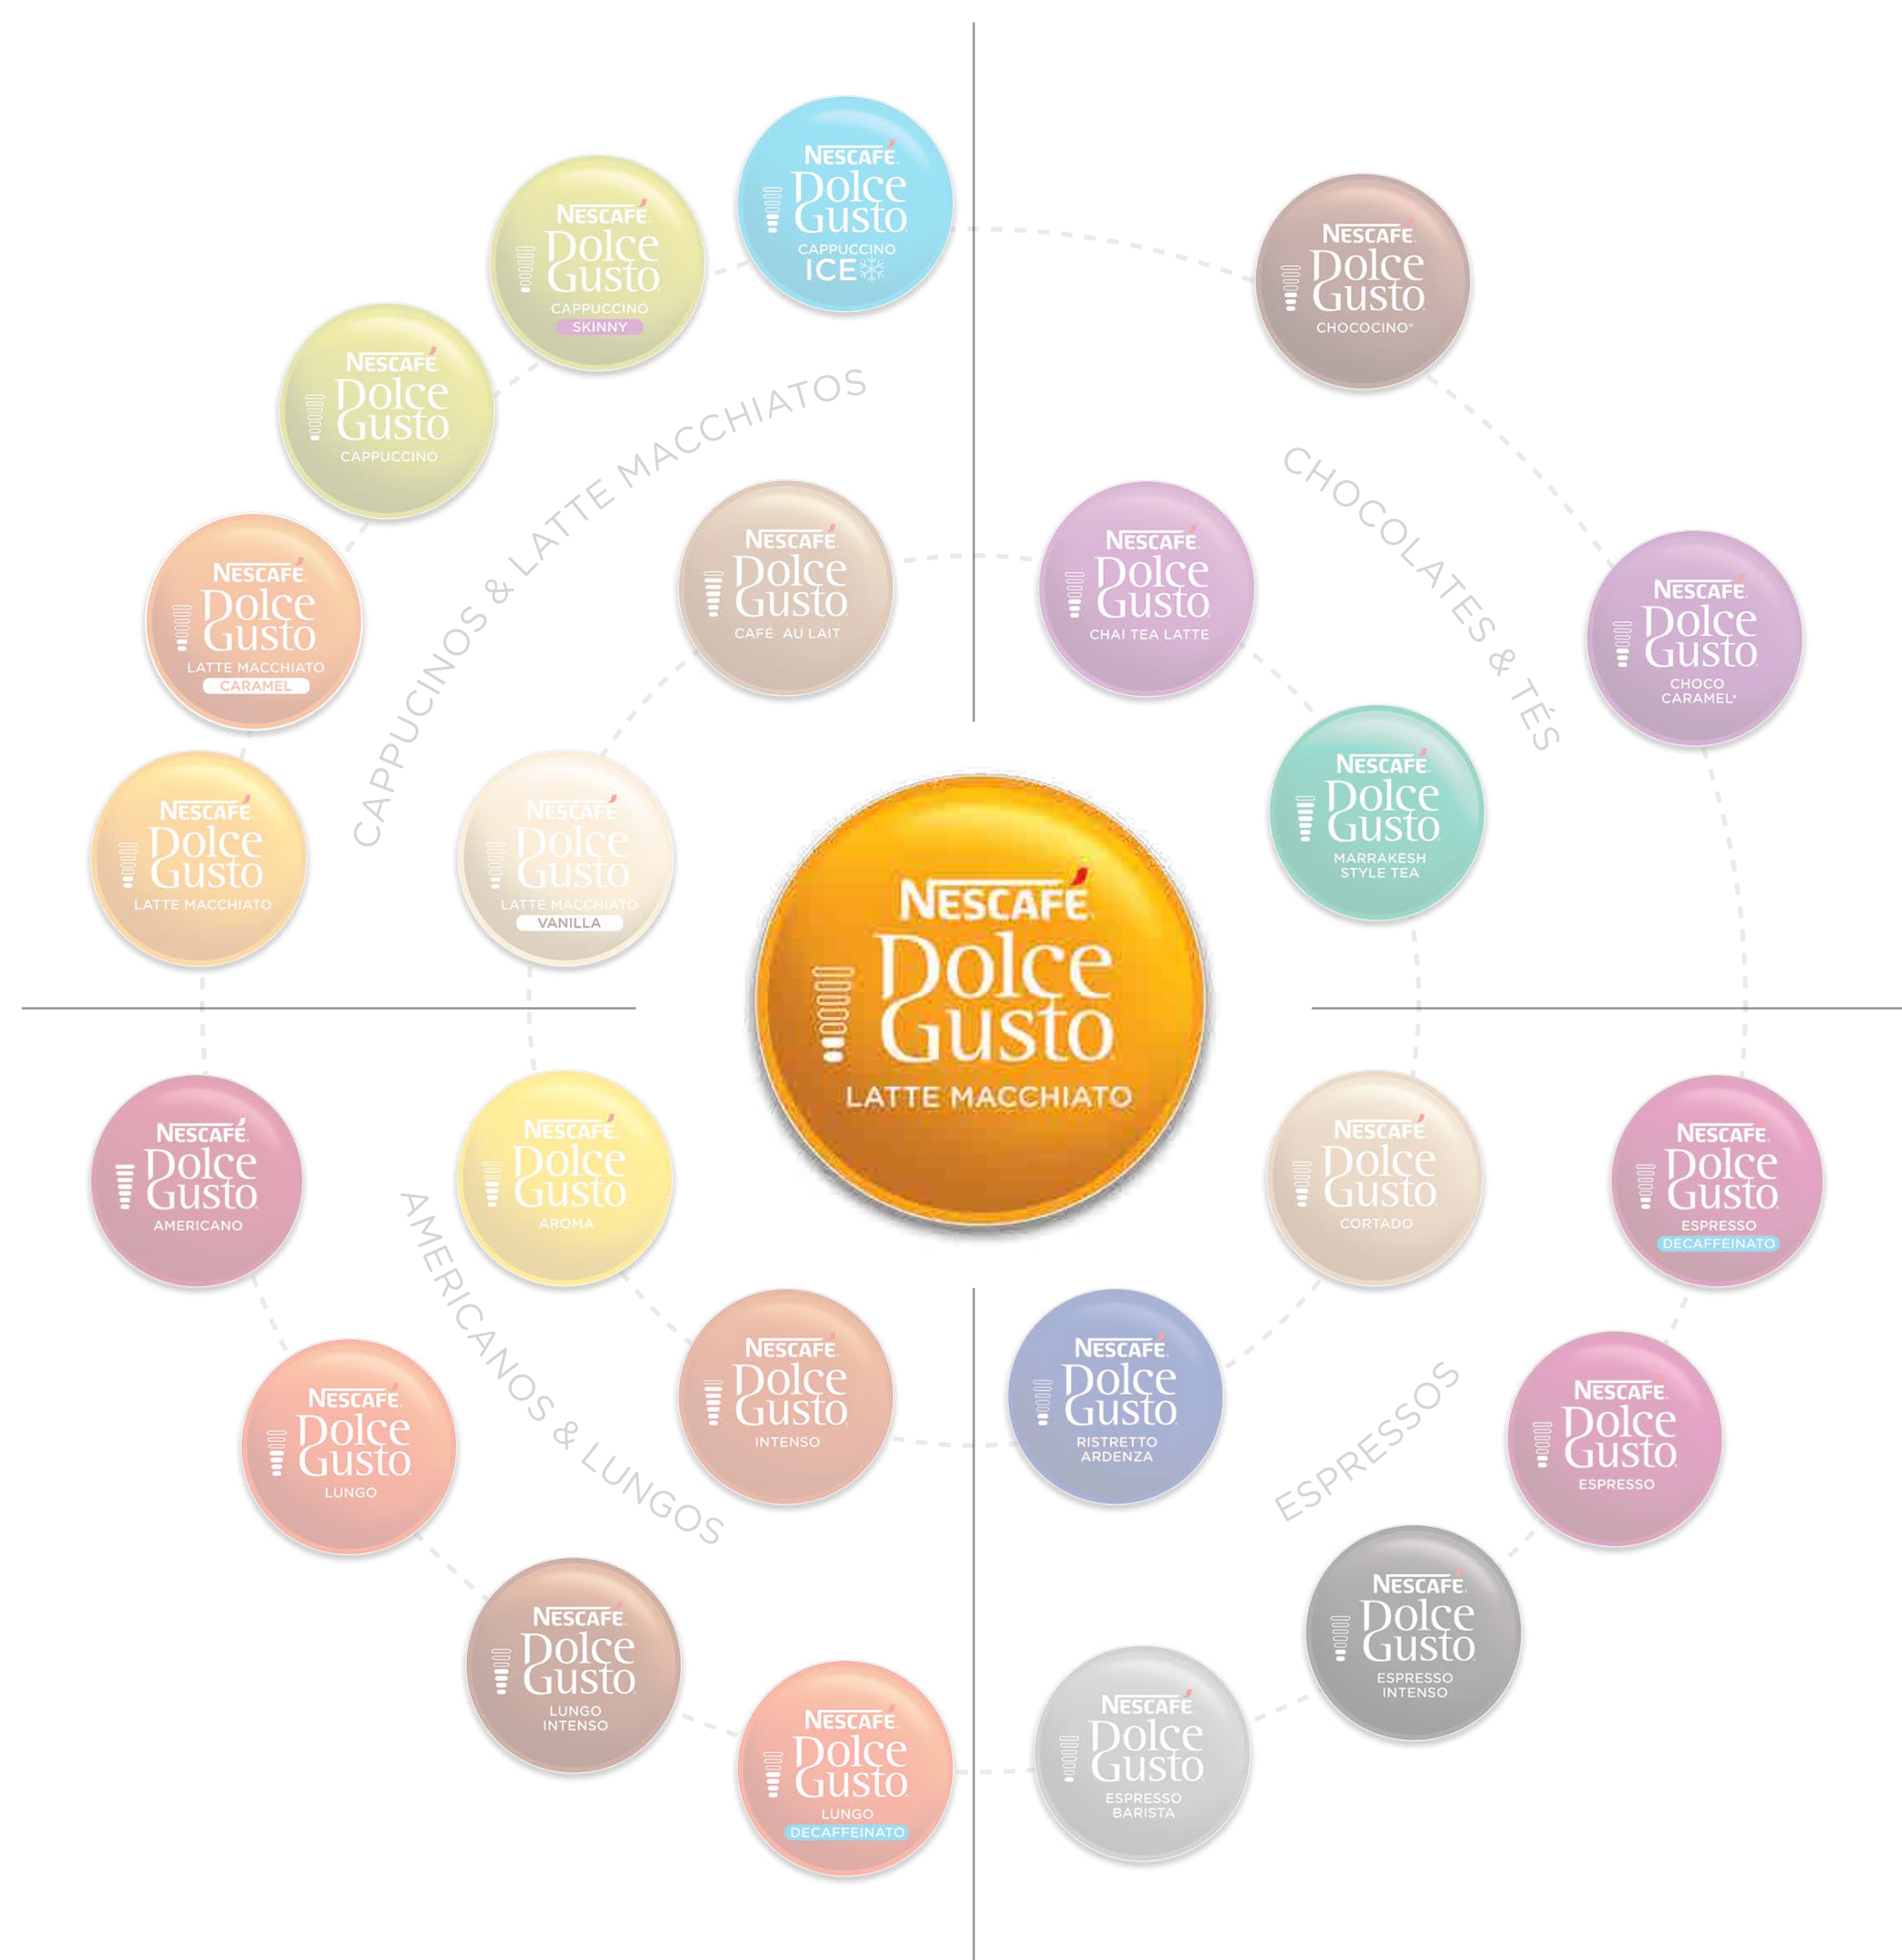 NESCAFÉ.
Dolce
Gusto
CAPPUCCINO
ICE
NESCAFÉ.
Dolce
Gusto
CAPPUCCINO
SKINNY
NESCAFÉ.
Dolce
Gusto
CAPPUCCINO
NESCAFÉ.
Dolce
Gusto
LATTE MACCHIATO
CARAMEL
NESCAFÉ.
Dolce
Gusto
LATTE MACCHIATO
CAPPUCINOS & LATTE MACCHIATOS
NESCAFÉ.
Dolce
Gusto
CAFÉ AU LAIT
NESCAFÉ.
Dolce
Gusto
LATTE MACCHIATO
VANILLA
NESCAFÉ.
Dolce
Gusto
CHOCOCINO®
NESCAFÉ.
Dolce
Gusto
CHOCO
CARAMEL*
CHOCOLATES & TÉS
NESCAFÉ.
Dolce
Gusto
CHAI TEA LATTE
NESCAFÉ.
Dolce
Gusto
MARRAKESH
STYLE TEA
NESCAFÉ.
Dolce
Gusto
LATTE MACCHIATO
NESCAFÉ.
Dolce
Gusto
AMERICANO
NESCAFÉ.
Dolce
Gusto
AROMA
AMERICANOS & LUNGOS
NESCAFÉ.
Dolce
Gusto
INTENSO
NESCAFÉ.
Dolce
Gusto
LUNGO
NESCAFÉ.
Dolce
Gusto
LUNGO
INTENSO
NESCAFÉ.
Dolce
Gusto
LUNGO
DECAFFEINATO
NESCAFÉ.
Dolce
Gusto
CORTADO
NESCAFÉ.
Dolce
Gusto
ESPRESSO
DECAFFEINATO
NESCAFÉ.
Dolce
Gusto
RISTRETTO
ARDENZA
ESPRESSOS
NESCAFÉ.
Dolce
Gusto
ESPRESSO
NESCAFÉ.
Dolce
Gusto
ESPRESSO
INTENSO
NESCAFÉ.
Dolce
Gusto
ESPRESSO
BARISTA